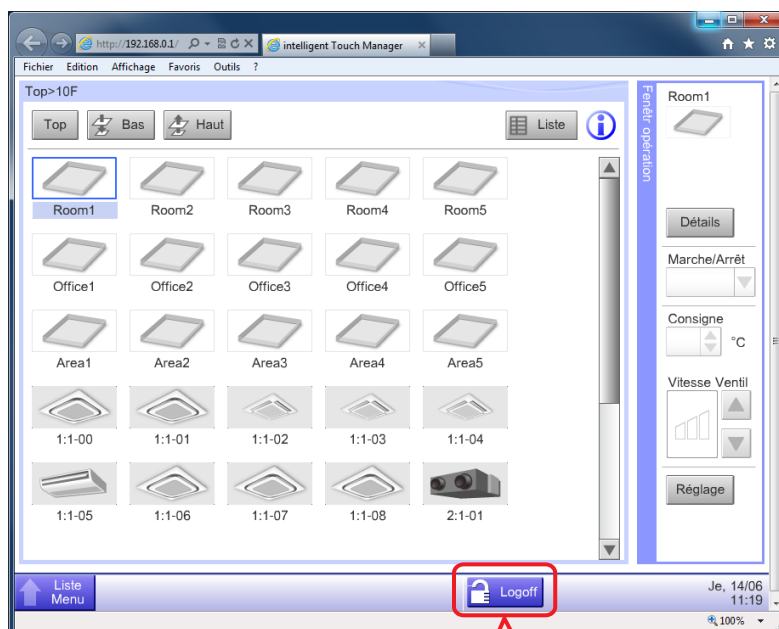 http://192.168.0.1/
intelligent Touch Manager
Fichier Edition Affichage Favoris Outils ?
Top>10F
Top Bas Haut Liste
Room1 Room2 Room3 Room4 Room5
Office1 Office2 Office3 Office4 Office5
Area1 Area2 Area3 Area4 Area5
1:1-00 1:1-01 1:1-02 1:1-03 1:1-04
1:1-05 1:1-06 1:1-07 1:1-08 2:1-01
Fenêtr opération
Room1
Détails
Marche/Arrêt
Consigne
°C
Vitesse Ventil
Réglage
Liste
Menu
Logoff
Je, 14/06
11:19
100%